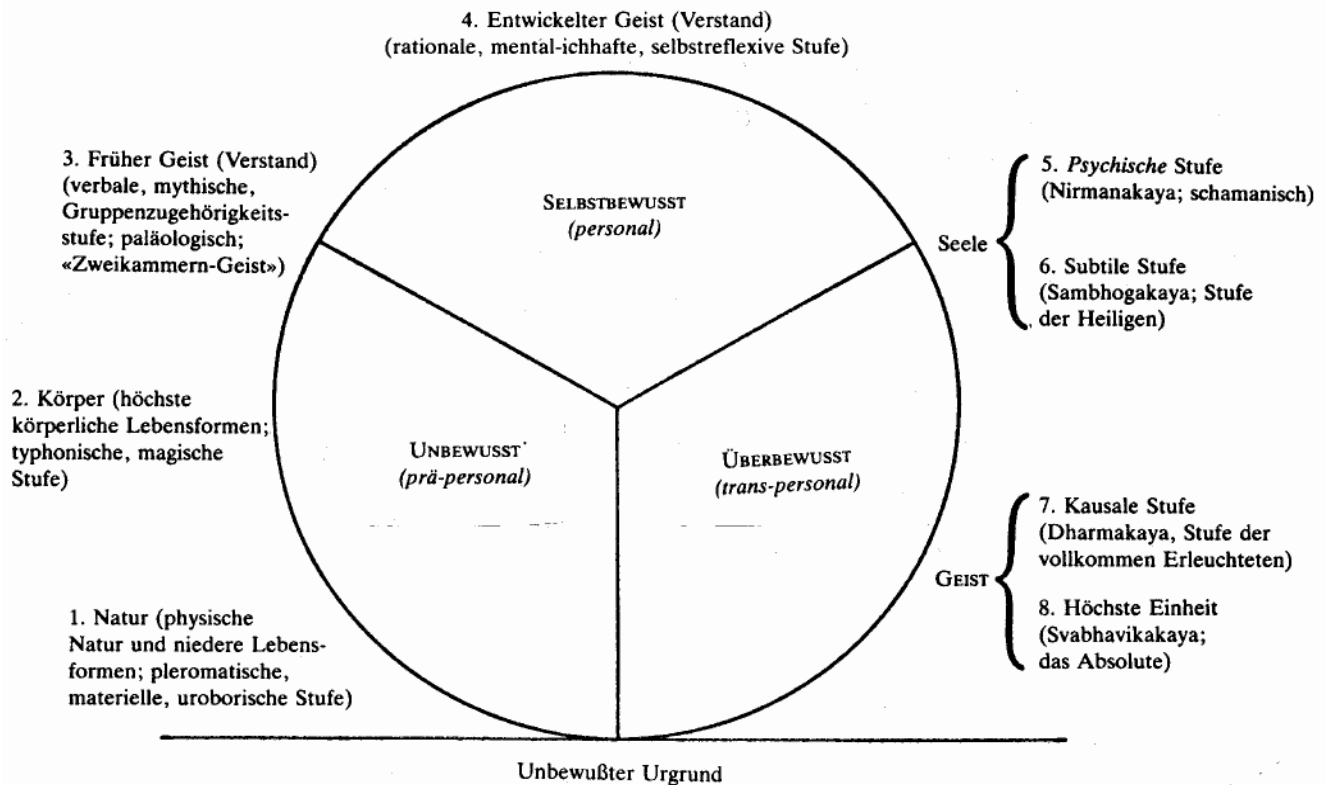 4. Entwickelter Geist (Verstand)
(rationale, mental-ichhafte, selbstreflexive Stufe)
3. Früher Geist (Verstand)
(verbale, mythische,
Gruppenzugehörigkeits-
stufe; paläologisch;
«Zweikammern-Geist»)
SELBSTBEWUSST
(personal)
Seele
5. Psychische Stufe
(Nirmanakaya; schamanisch)
6. Subtile Stufe
(Sambhogakaya; Stufe
der Heiligen)
2. Körper (höchste
körperliche Lebensformen;
typhonische, magische
Stufe)
UNBEWUSST
(prä-personal)
ÜBERBEWUSST
(trans-personal)
GEIST
7. Kausale Stufe
(Dharmakaya, Stufe der
vollkommen Erleuchteten)
8. Höchste Einheit
(Svabhavikakaya;
das Absolute)
1. Natur (physische
Natur und niedere Lebens-
formen; pleromatische,
materielle, uroborische Stufe)
Unbewußter Urgrund